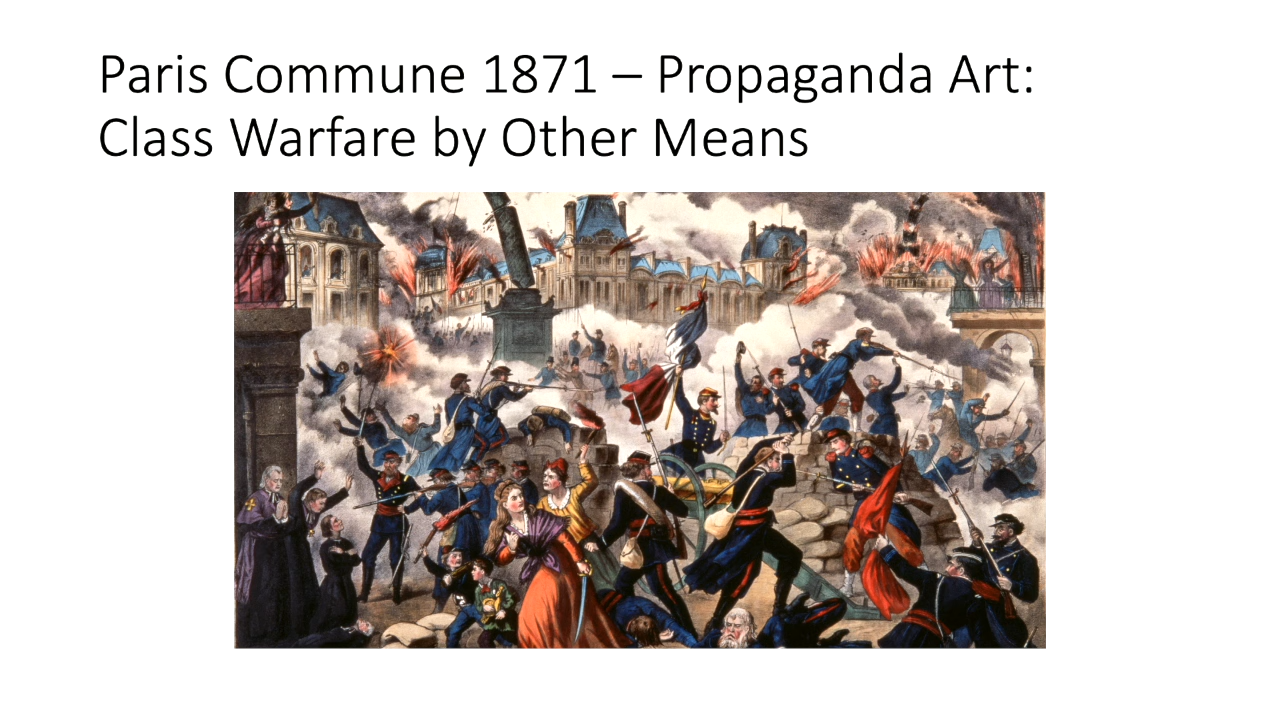 Paris Commune 1871 – Propaganda Art:
Class Warfare by Other Means